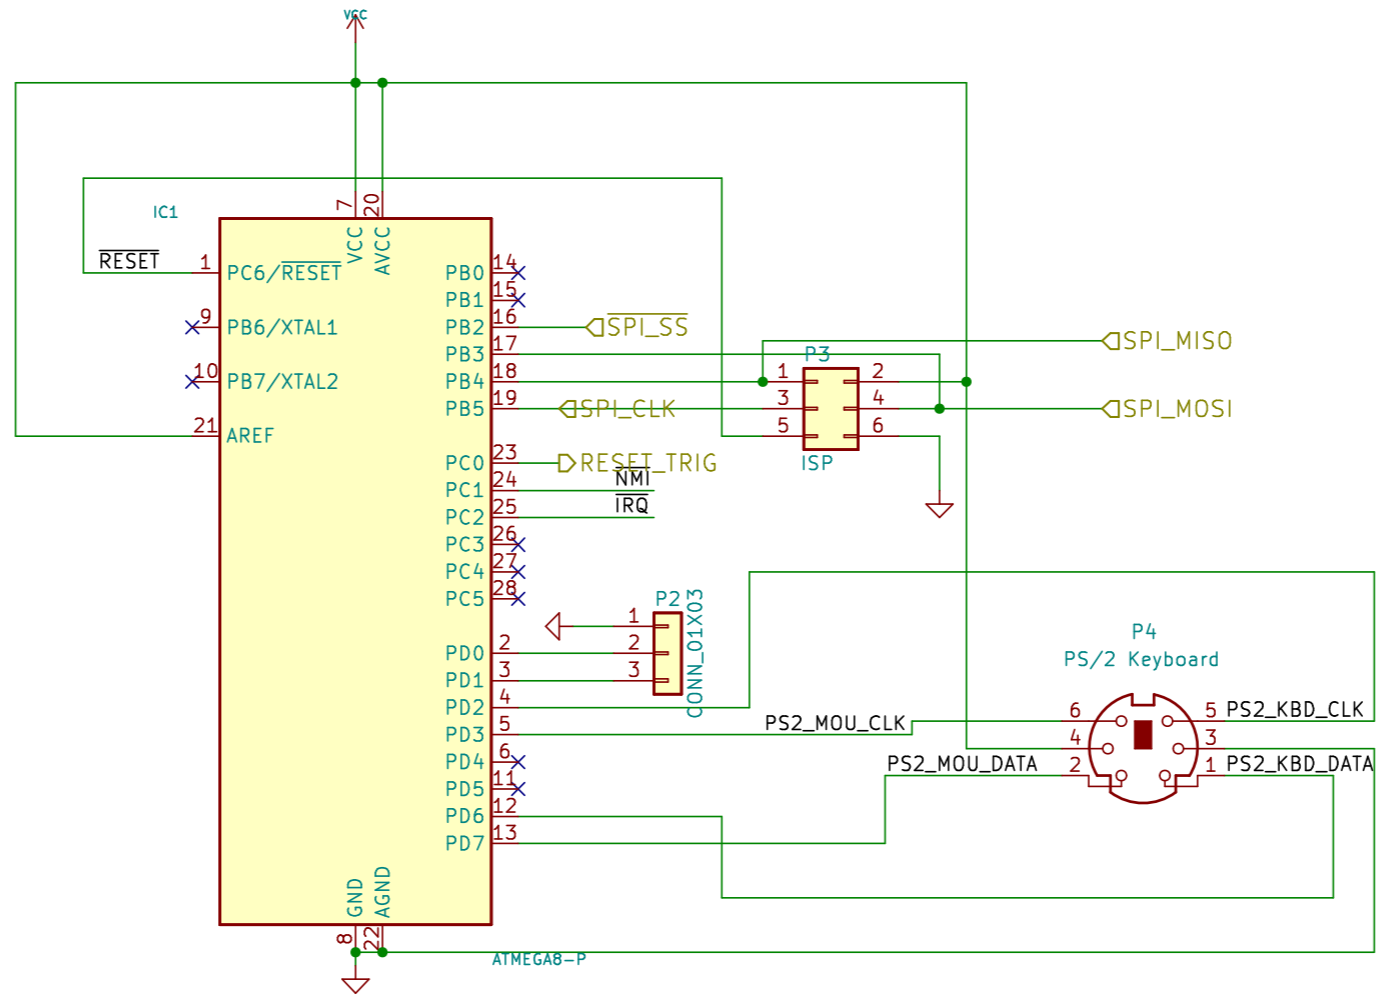 VCC
IC1
7
20
VCC
AVCC
RESET
1
PC6/RESET
9
PB6/XTAL1
10
PB7/XTAL2
21
AREF
PB0
14
PB1
15
PB2
16
SPI_SS
PB3
17
PB4
18
PB5
19
SPI_CLK
PC0
23
RESET_TRIG
PC1
24
NMI
PC2
25
IRQ
PC3
26
PC4
27
PC5
28
PD0
2
PD1
3
PD2
4
PD3
5
PD4
6
PD5
11
PD6
12
PD7
13
GND
AGND
8
22
ATMEGA8-P
P3
1
2
3
4
5
6
ISP
SPI_MISO
SPI_MOSI
P2
CONN_01X03
1
2
3
P4
PS/2 Keyboard
PS2_MOU_CLK
6
5
PS2_KBD_CLK
4
3
PS2_MOU_DATA
2
1
PS2_KBD_DATA